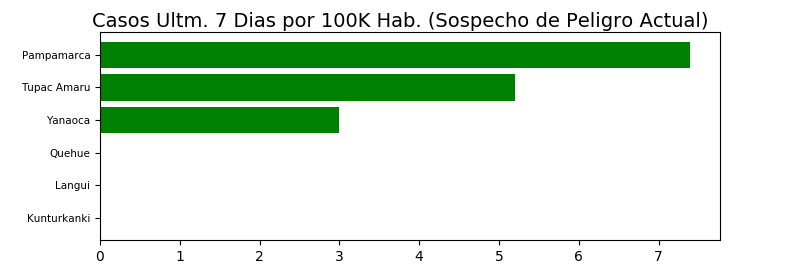 Casos Ultm. 7 Dias por 100K Hab. (Sospecho de Peligro Actual)
Pampamarca
Tupac Amaru
Yanaoca
Quehue
Langui
Kunturkanki
0 1 2 3 4 5 6 7